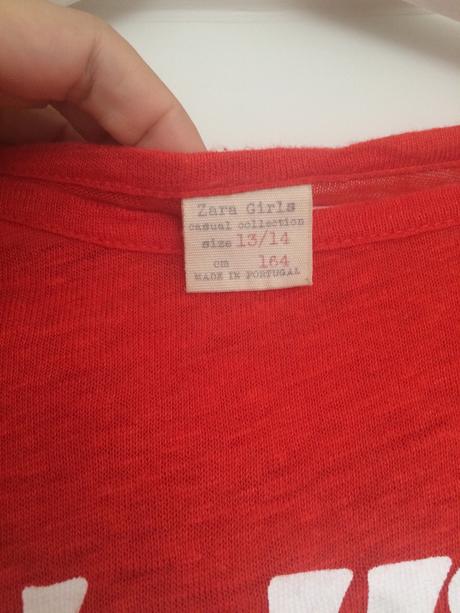 Zara Girls
casual collection
size 13/14
cm 164
MADE IN PORTUGAL